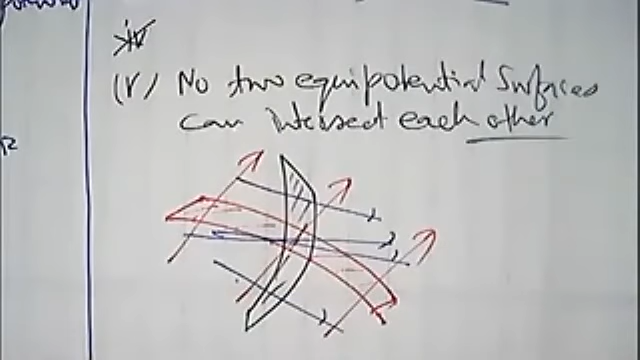 (V) No two equipotential Surfaces
can intersect each other